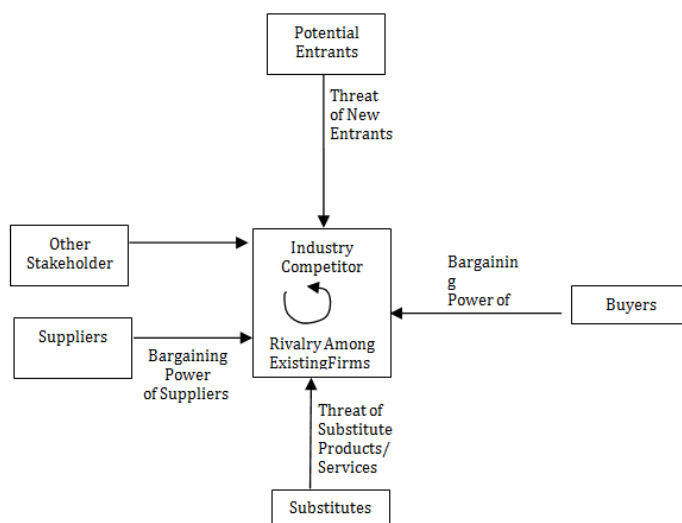 Potential
Entrants
Threat
of New
Entrants
Other
Stakeholder
Industry
Competitor
Bargainin
g
Power of
Buyers
Suppliers
Bargaining
Power
of Suppliers
Rivalry Among
ExistingFirms
Threat of
Substitute
Products/
Services
Substitutes